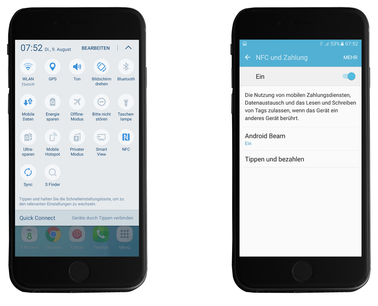 07:52 Di., 9. August BEARBEITEN
WLAN
GPS
Ton
Bildschirm
drehen
Bluetooth
Mobile
Daten
Energie
sparen
Offline-
Modus
Bitte nicht
stören
Taschen-
lampe
Ultra-
sparen
Mobile
Hotspot
Privater
Modus
Smart
View
NFC
Sync
S Finder
Tippen und halten Sie die Schnelleinstellungstaste, um zu
den relevanten Einstellungen zu wechseln.
Quick Connect Geräte durch Tippen verbinden
83% 07:52
NFC und Zahlung MEHR
Ein
Die Nutzung von mobilen Zahlungsdiensten,
Datenaustausch und das Lesen und Schreiben
von Tags zulassen, wenn das Gerät ein
anderes Gerät berührt.
Android Beam
Ein
Tippen und bezahlen